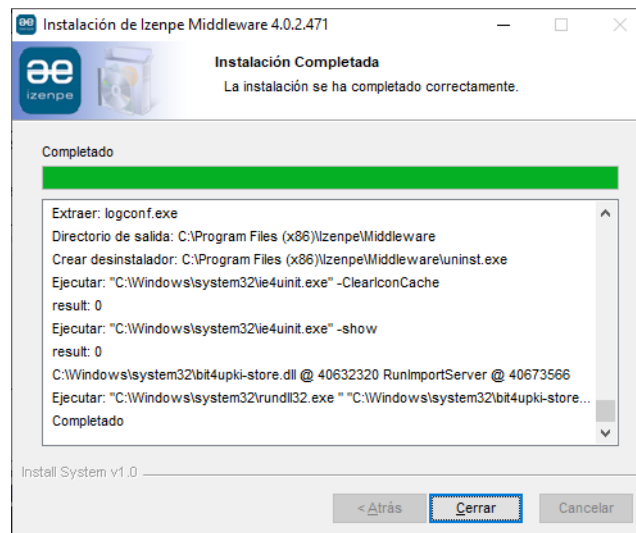 Instalación de Izenpe Middleware 4.0.2.471
Instalación Completada
La instalación se ha completado correctamente.
izenpe
Completado
Extraer: logconf.exe
Directorio de salida: C:\Program Files (x86)\Izenpe\Middleware
Crear desinstalador: C:\Program Files (x86)\Izenpe\Middleware\uninst.exe
Ejecutar: "C:\Windows\system32\ie4uinit.exe" -ClearIconCache
result: 0
Ejecutar: "C:\Windows\system32\ie4uinit.exe" -show
result: 0
C:\Windows\system32\bit4upki-store.dll @ 40632320 RunImportServer @ 40673566
Ejecutar: "C:\Windows\system32\rundll32.exe " "C:\Windows\system32\bit4upki-store...
Completado
Install System v1.0
< Atrás
Cerrar
Cancelar